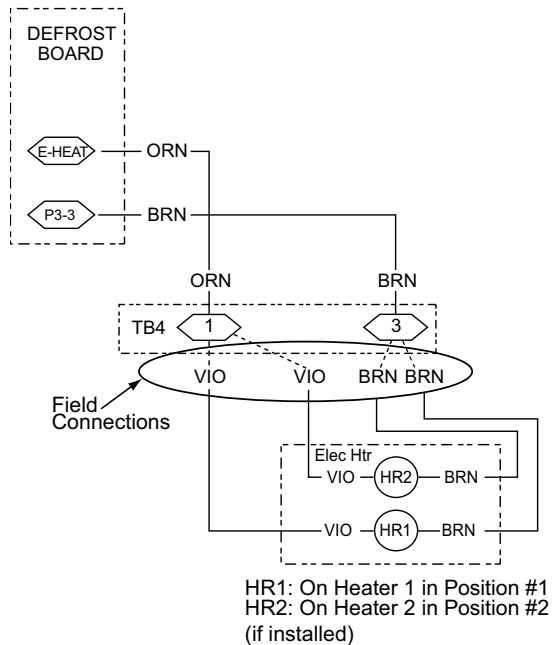 DEFROST
BOARD
E-HEAT
ORN
P3-3
BRN
ORN
BRN
TB4
1
3
VIO
VIO
BRN
BRN
Field
Connections
Elec Htr
VIO
HR2
BRN
VIO
HR1
BRN
HR1: On Heater 1 in Position #1
HR2: On Heater 2 in Position #2
(if installed)